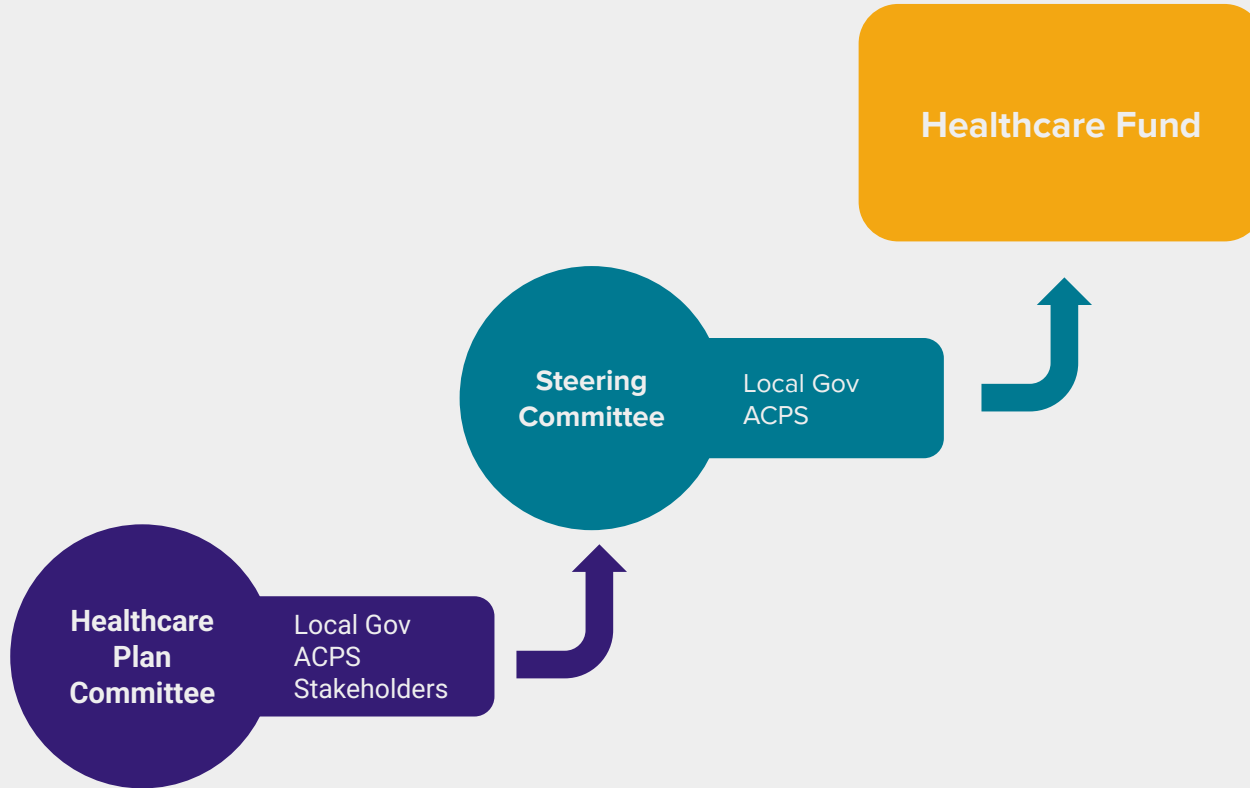 Healthcare Fund
Steering
Committee
Local Gov
ACPS
Healthcare
Plan
Committee
Local Gov
ACPS
Stakeholders